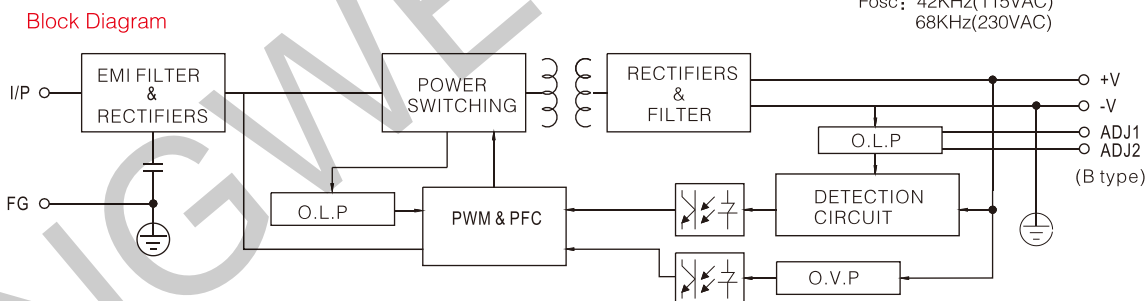 Fosc: 42KHz(115VAC)
68KHz(230VAC)
Block Diagram
I/P
EMI FILTER
&
RECTIFIERS
POWER
SWITCHING
RECTIFIERS
&
FILTER
+V
-V
O.L.P
ADJ1
ADJ2
(B type)
FG
O.L.P
PWM & PFC
DETECTION
CIRCUIT
O.V.P